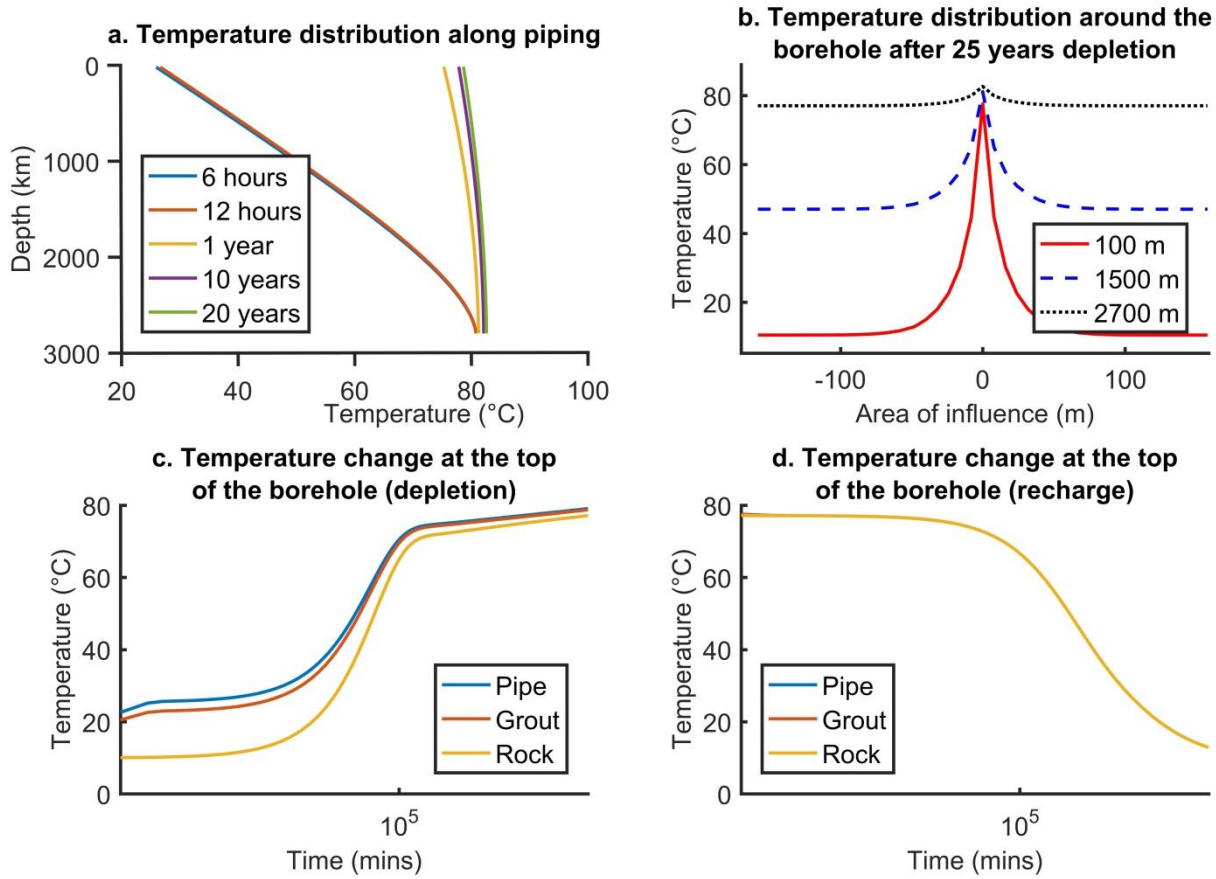 a. Temperature distribution along piping
0
1000
2000
3000
Depth (km)
6 hours
12 hours
1 year
10 years
20 years
20 40 60 80 100
Temperature (°C)
b. Temperature distribution around the
borehole after 25 years depletion
80
60
40
20
Temperature (°C)
100 m
1500 m
2700 m
-100 0 100
Area of influence (m)
c. Temperature change at the top
of the borehole (depletion)
80
60
40
20
0
Temperature (°C)
Pipe
Grout
Rock
10⁵
Time (mins)
d. Temperature change at the top
of the borehole (recharge)
80
60
40
20
0
Temperature (°C)
Pipe
Grout
Rock
10⁵
Time (mins)